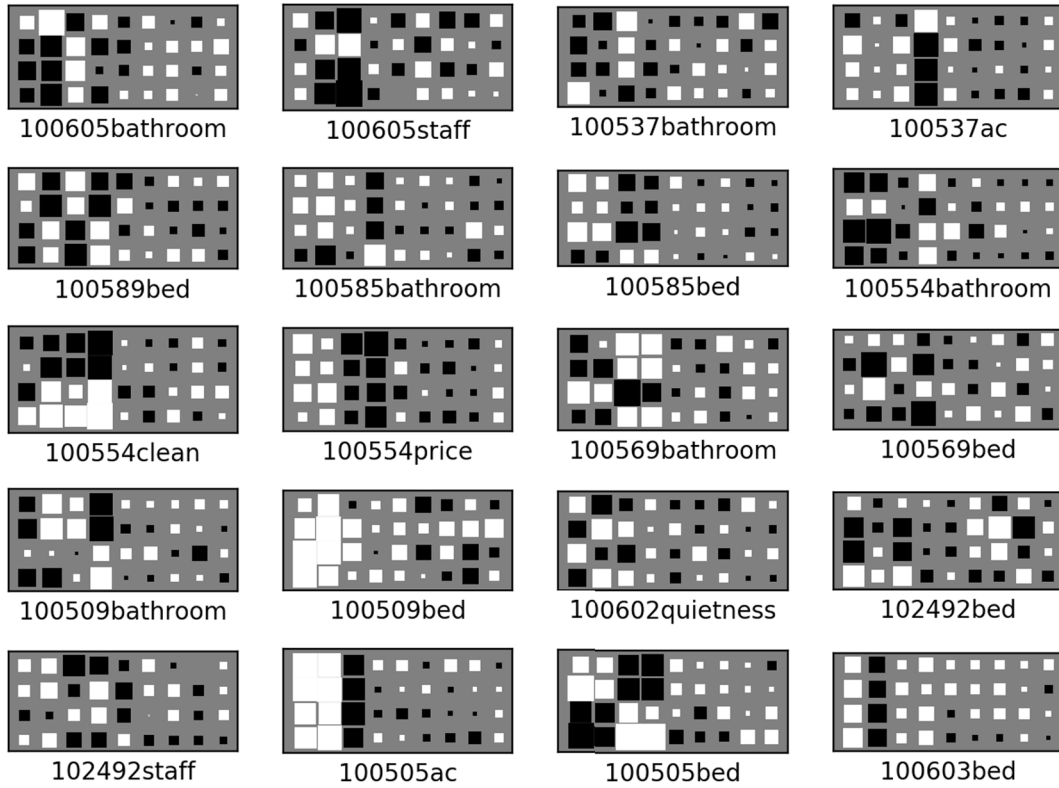 100605bathroom 100605staff 100537bathroom 100537ac
100589bed 100585bathroom 100585bed 100554bathroom
100554clean 100554price 100569bathroom 100569bed
100509bathroom 100509bed 100602quietness 102492bed
102492staff 100505ac 100505bed 100603bed